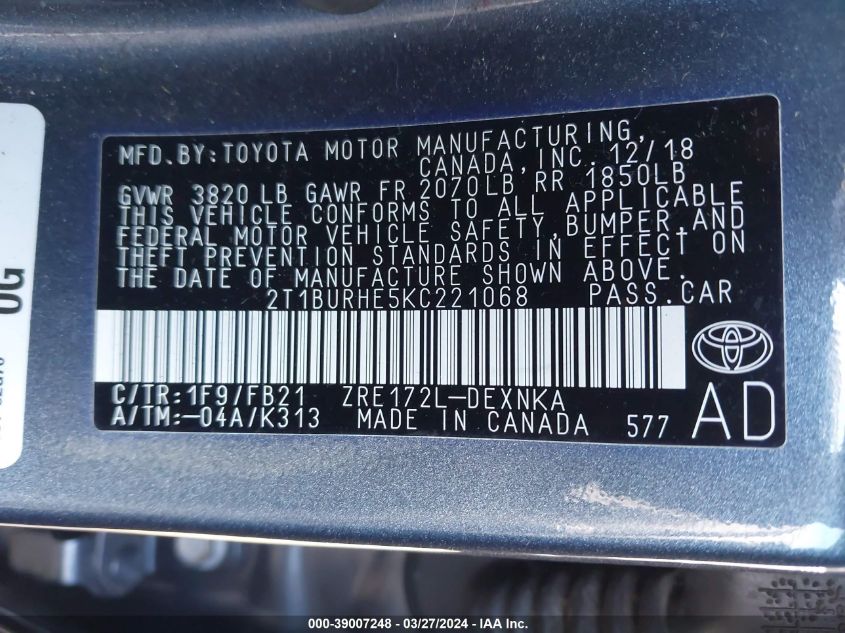 MFD.BY:TOYOTA MOTOR MANUFACTURING,
CANADA,INC. 12/18
GVWR 3820 LB GAWR FR 2070LB RR 1850LB
THIS VEHICLE CONFORMS TO ALL APPLICABLE
FEDERAL MOTOR VEHICLE SAFETY,BUMPER,AND
THEFT PREVENTION STANDARDS IN EFFECT ON
THE DATE OF MANUFACTURE SHOWN ABOVE.
2T1BURHE5KC221068 PASS.CAR
C/TR:1F9/FB21 ZRE172L-DEXNKA
A/TM:-04A/K313 MADE IN CANADA 577
AD
OG
000-39007248 - 03/27/2024 - IAAI.COM